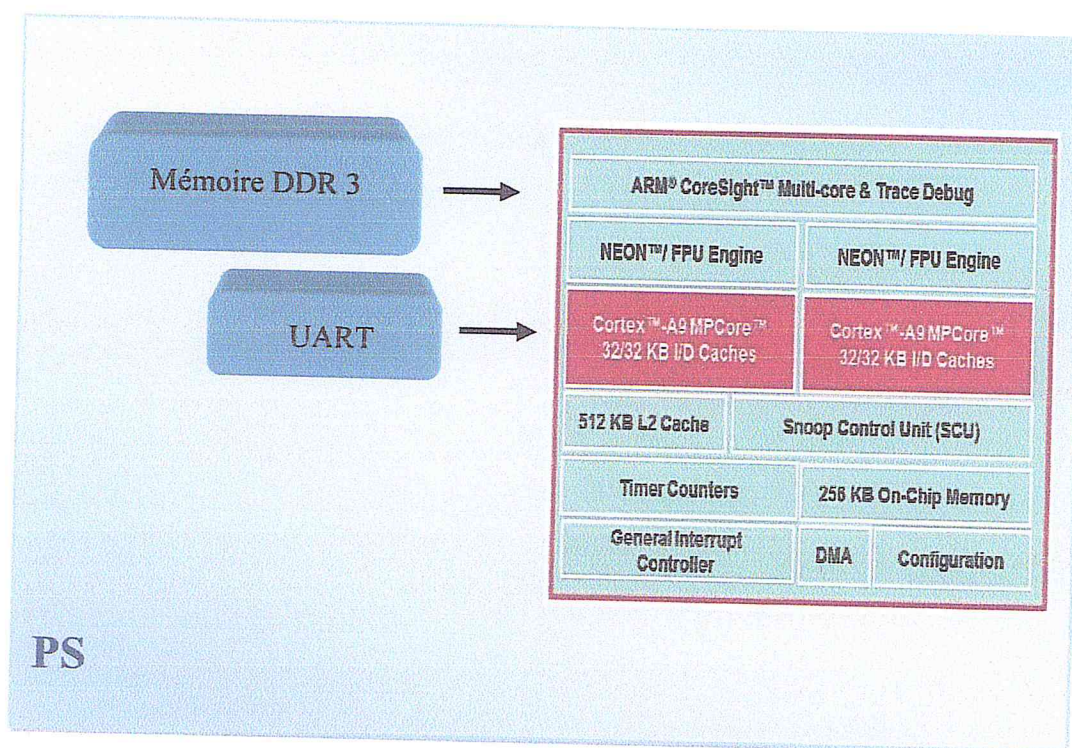 Mémoire DDR 3
UART
ARM® CoreSight™ Multi-core & Trace Debug
NEON™/ FPU Engine
NEON™/ FPU Engine
Cortex™-A9 MPCore™
32/32 KB I/D Caches
Cortex™-A9 MPCore™
32/32 KB I/D Caches
512 KB L2 Cache
Snoop Control Unit (SCU)
Timer Counters
256 KB On-Chip Memory
General Interrupt
Controller
DMA
Configuration
PS